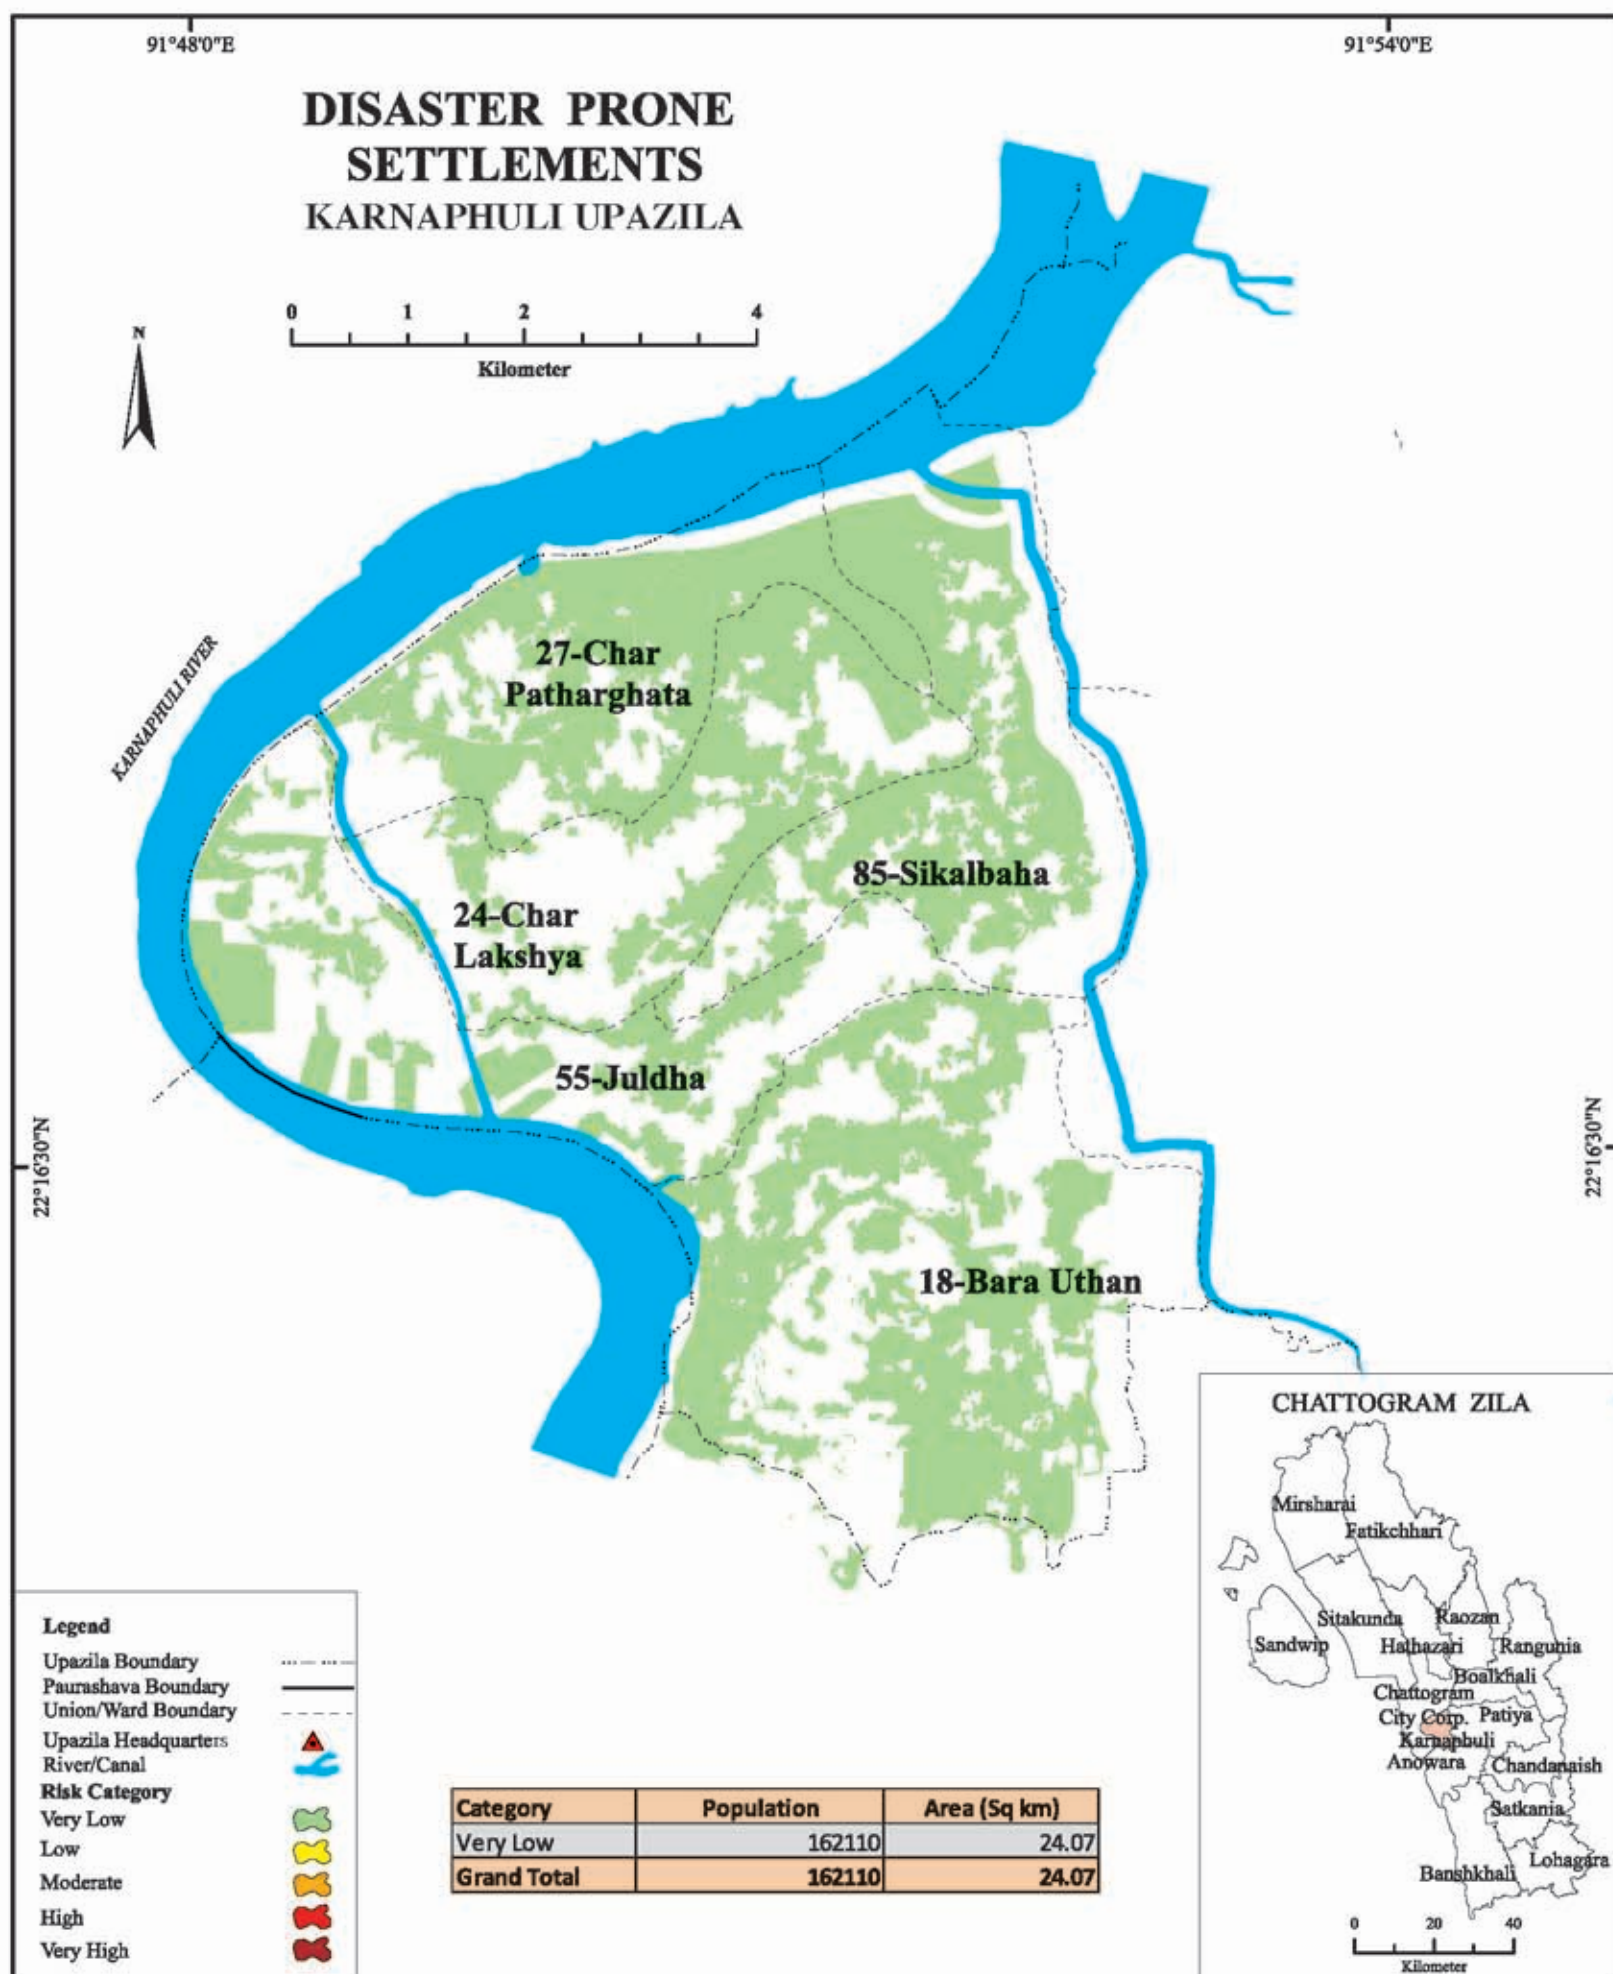 91°48'0"E
91°54'0"E
DISASTER PRONE
SETTLEMENTS
KARNAPHULI UPAZILA
0 1 2 4
Kilometer
N
KARNAPHULI RIVER
27-Char
Patharghata
85-Sikalbaha
24-Char
Lakshya
55-Juldha
18-Bara Uthan
22°16'30"N
22°16'30"N
Legend
Upazila Boundary
Paurashava Boundary
Union/Ward Boundary
Upazila Headquarters
River/Canal
Risk Category
Very Low
Low
Moderate
High
Very High
Category Population Area (Sq km)
Very Low 162110 24.07
Grand Total 162110 24.07
CHATTOGRAM ZILA
Mirsharai
Fatikchhari
Sitakunda
Raozan
Sandwip
Hathazari
Rangunia
Boalkhali
Chattogram
City Corp.
Patiya
Karnaphuli
Anowara
Chandanaish
Satkania
Lohagara
Banshkhali
0 20 40
Kilometer